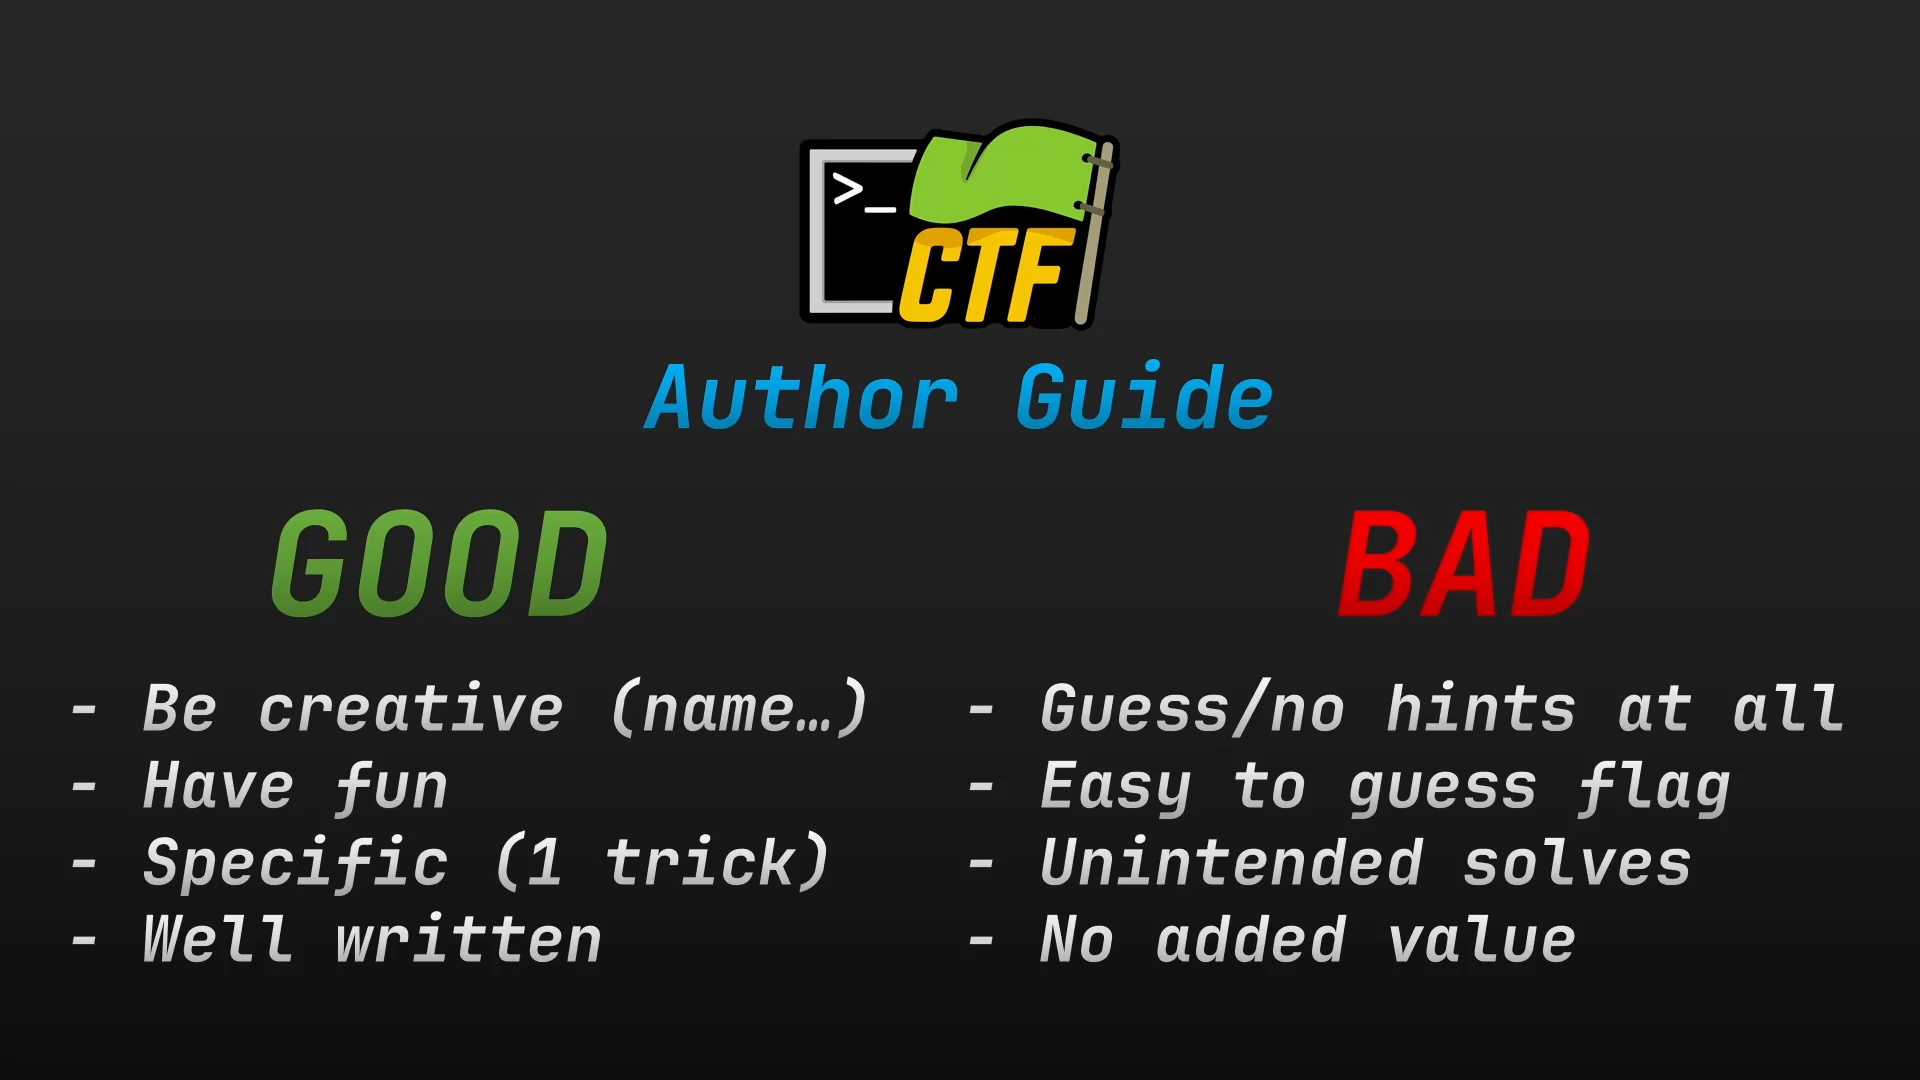 >_
CTF
Author Guide
GOOD
- Be creative (name…)
- Have fun
- Specific (1 trick)
- Well written
BAD
- Guess/no hints at all
- Easy to guess flag
- Unintended solves
- No added value